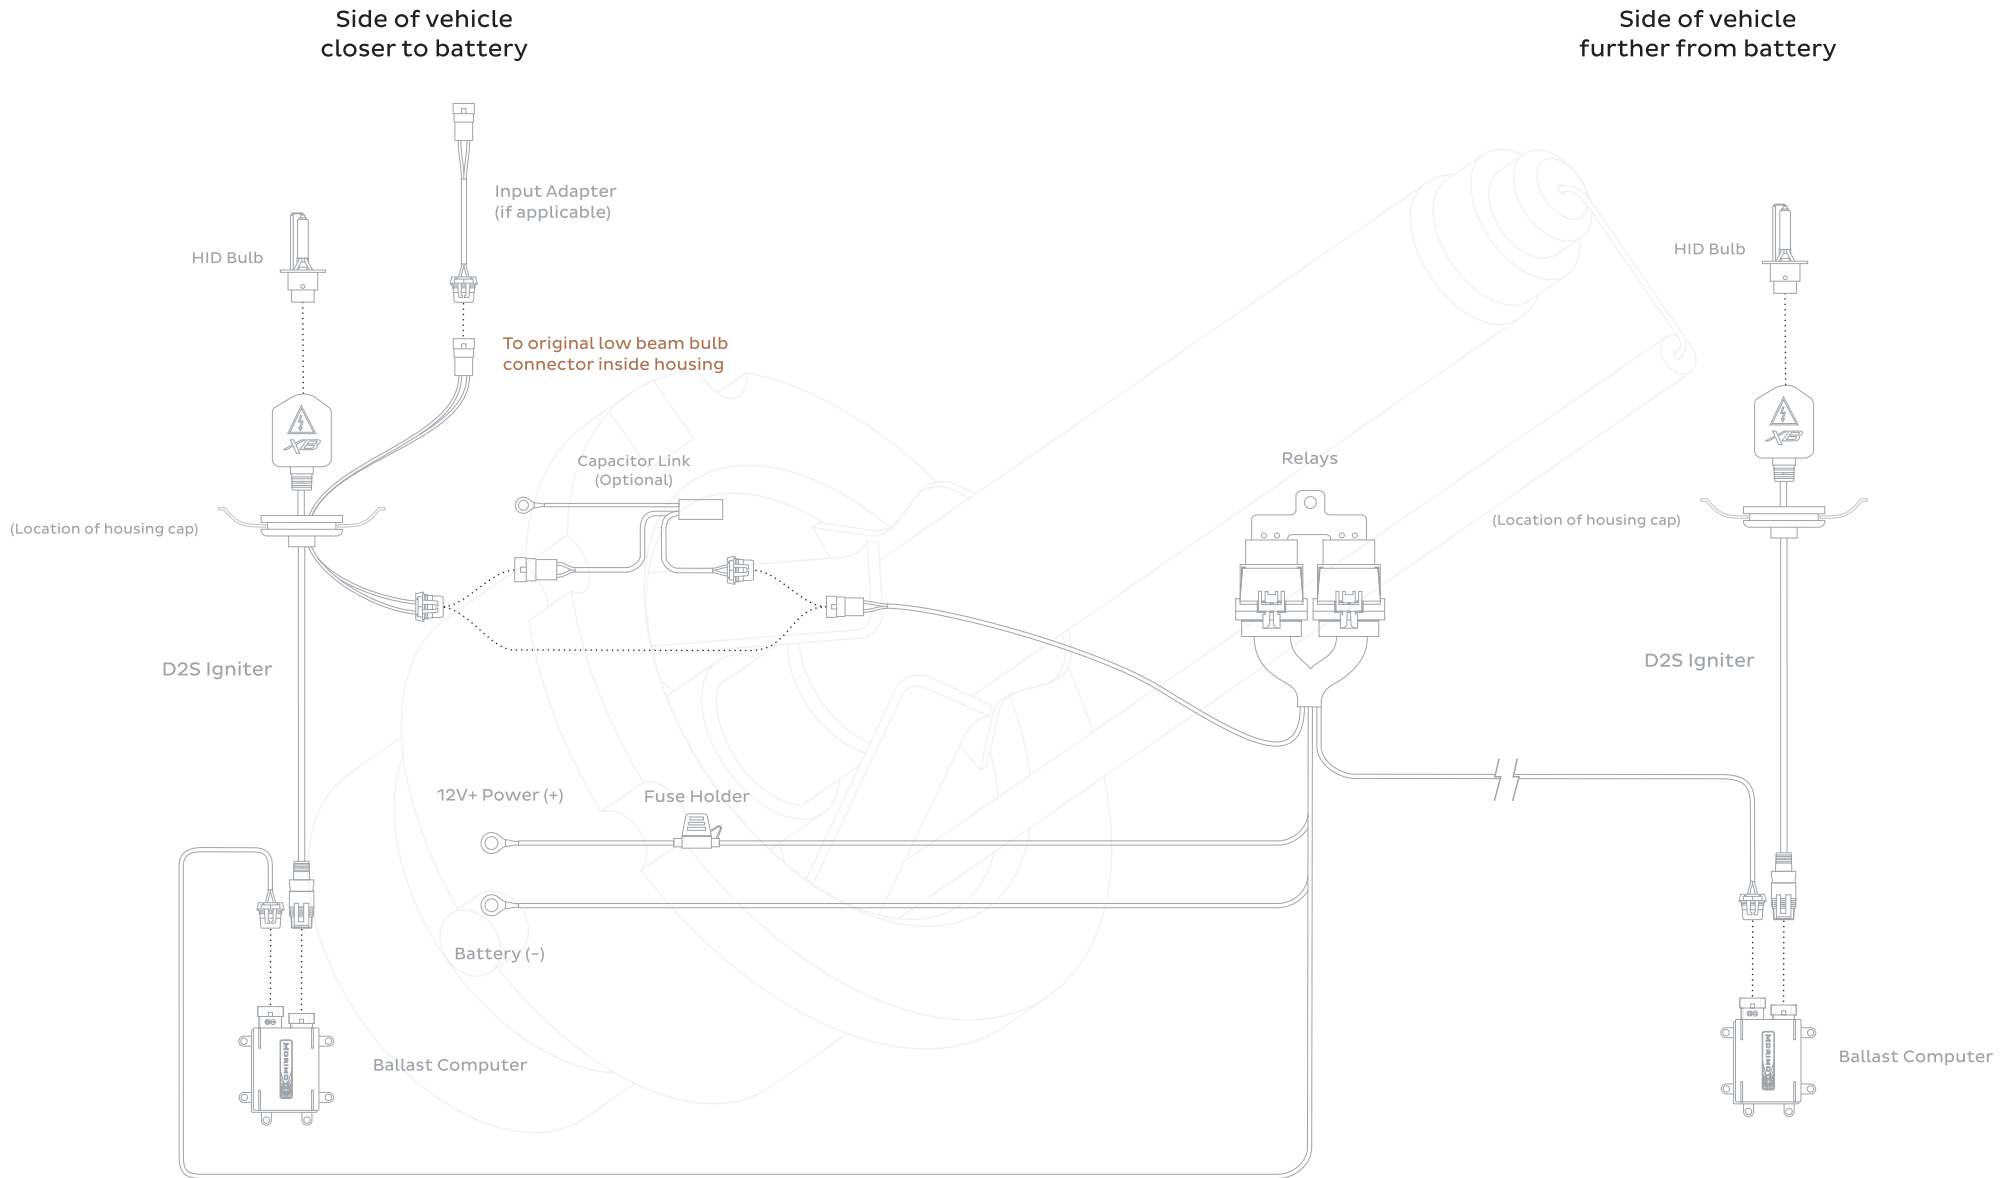 Side of vehicle
closer to battery
Side of vehicle
further from battery
Input Adapter
(if applicable)
HID Bulb
HID Bulb
To original low beam bulb
connector inside housing
XB
XB
Capacitor Link
(Optional)
Relays
(Location of housing cap)
(Location of housing cap)
D2S Igniter
D2S Igniter
12V+ Power (+)
Fuse Holder
Battery (-)
Ballast Computer
Ballast Computer